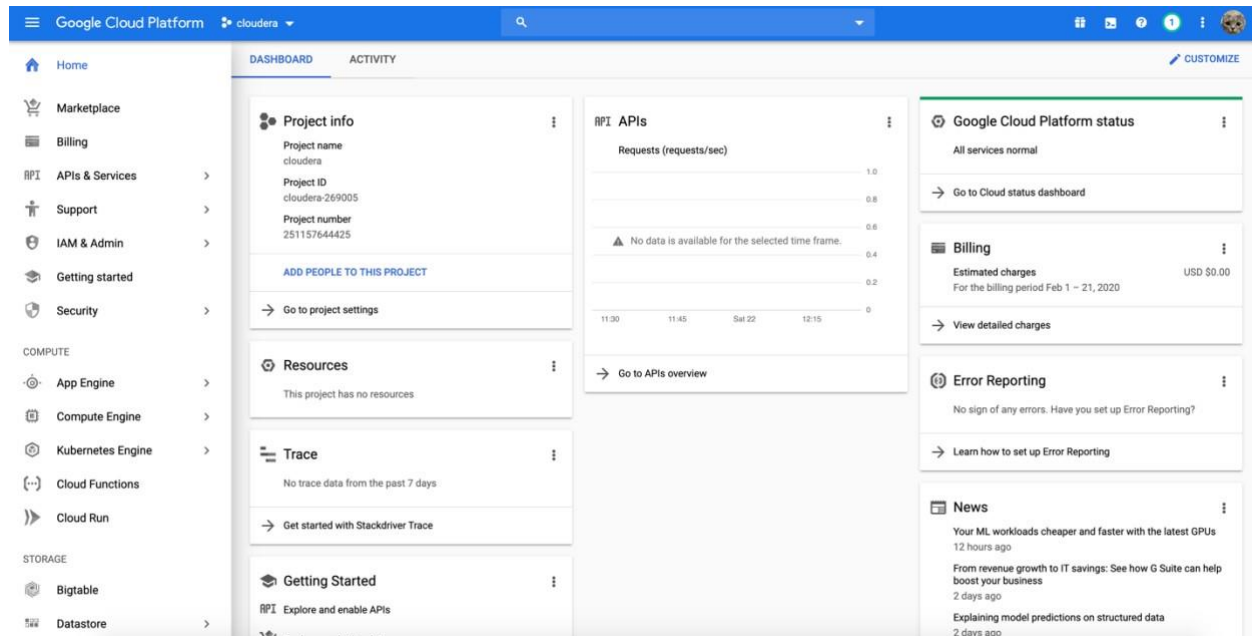 Google Cloud Platform
cloudera
1
Home
Marketplace
Billing
API APIs & Services
Support
IAM & Admin
Getting started
Security
COMPUTE
App Engine
Compute Engine
Kubernetes Engine
Cloud Functions
Cloud Run
STORAGE
Bigtable
Datastore
DASHBOARD
ACTIVITY
CUSTOMIZE
Project info
Project name
cloudera
Project ID
cloudera-269005
Project number
251157644425
ADD PEOPLE TO THIS PROJECT
Go to project settings
Resources
This project has no resources
Trace
No trace data from the past 7 days
Get started with Stackdriver Trace
Getting Started
API Explore and enable APIs
API APIs
Requests (requests/sec)
1.0
0.8
0.6
No data is available for the selected time frame.
0.4
0.2
0
11:30 11:45 Sat 22 12:15
Go to APIs overview
Google Cloud Platform status
All services normal
Go to Cloud status dashboard
Billing
Estimated charges USD $0.00
For the billing period Feb 1 – 21, 2020
View detailed charges
Error Reporting
No sign of any errors. Have you set up Error Reporting?
Learn how to set up Error Reporting
News
Your ML workloads cheaper and faster with the latest GPUs
12 hours ago
From revenue growth to IT savings: See how G Suite can help
boost your business
2 days ago
Explaining model predictions on structured data
2 days ago